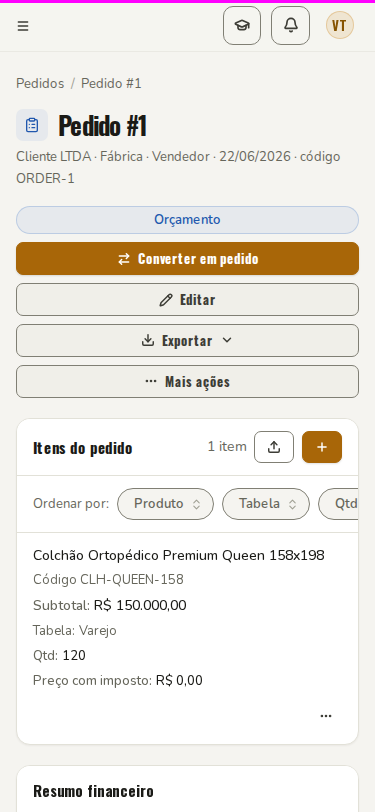 VT
Pedidos / Pedido #1
Pedido #1
Cliente LTDA · Fábrica · Vendedor · 22/06/2026 · código
ORDER-1
Orçamento
Converter em pedido
Editar
Exportar
Mais ações
Itens do pedido 1 item
Ordenar por: Produto Tabela Qtd
Colchão Ortopédico Premium Queen 158x198
Código CLH-QUEEN-158
Subtotal: R$ 150.000,00
Tabela: Varejo
Qtd: 120
Preço com imposto: R$ 0,00
Resumo financeiro